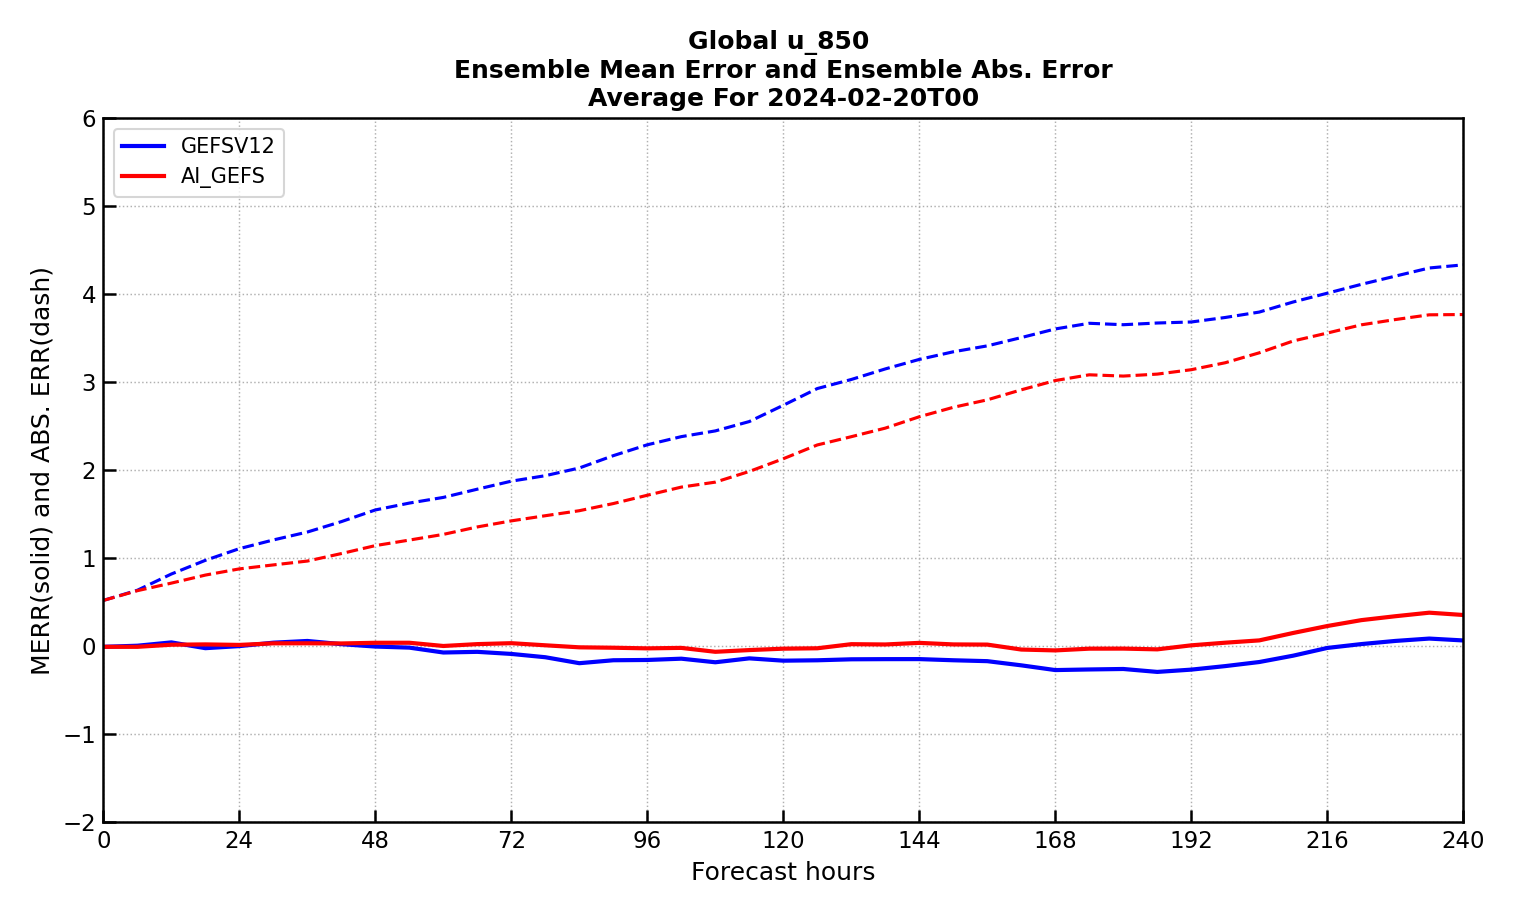 Global u_850
Ensemble Mean Error and Ensemble Abs. Error
Average For 2024-02-20T00
GEFSV12
AI_GEFS
MERR(solid) and ABS. ERR(dash)
6
5
4
3
2
1
0
−1
−2
0 24 48 72 96 120 144 168 192 216 240
Forecast hours